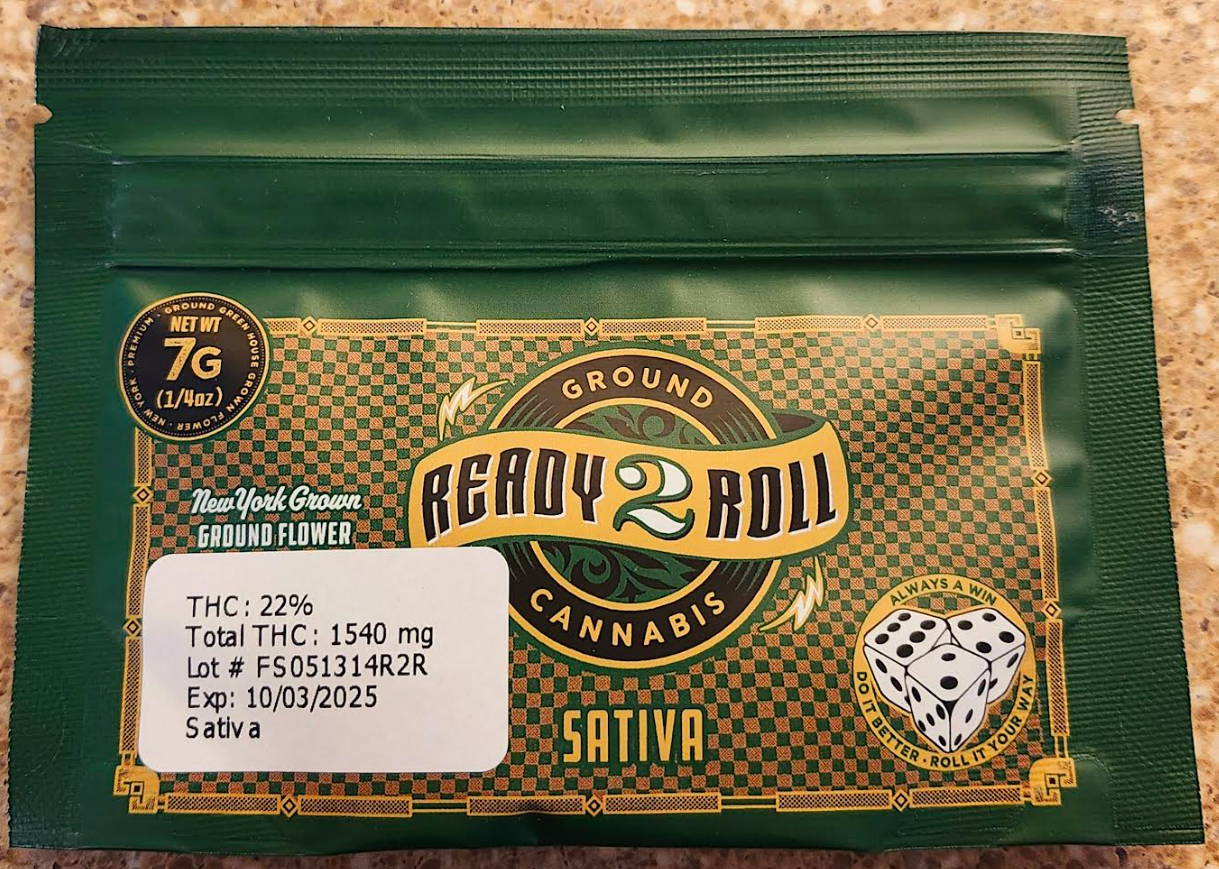 NEW YORK · PREMIUM · GROUND GREEN HOUSE GROWN FLOWER ·
NET WT
7G
(1/4oz)
GROUND
READY 2 ROLL
CANNABIS
New York Grown
GROUND FLOWER
THC: 22%
Total THC: 1540 mg
Lot # FS051314R2R
Exp: 10/03/2025
Sativa
SATIVA
ALWAYS A WIN
DO IT BETTER · ROLL IT YOUR WAY